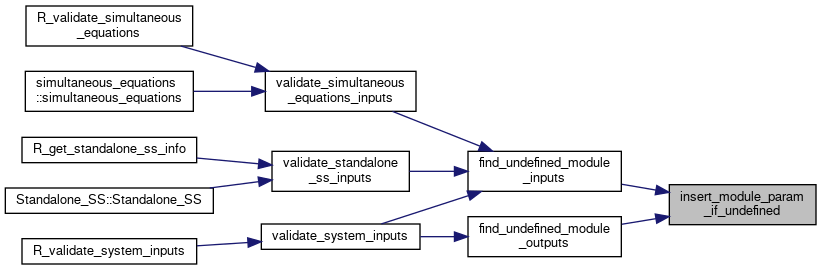 R_validate_simultaneous
_equations
simultaneous_equations
::simultaneous_equations
validate_simultaneous
_equations_inputs
R_get_standalone_ss_info
validate_standalone
_ss_inputs
find_undefined_module
_inputs
Standalone_SS::Standalone_SS
insert_module_param
_if_undefined
R_validate_system_inputs
validate_system_inputs
find_undefined_module
_outputs